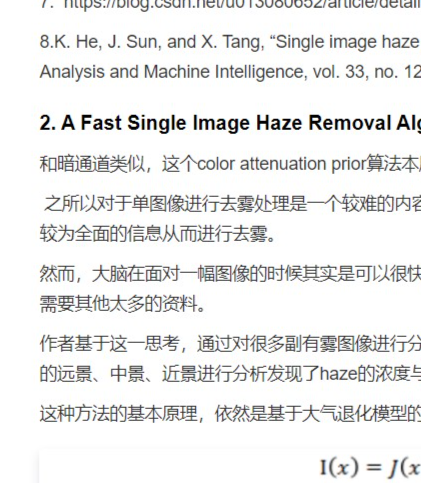 7. https://blog.csdn.net/u013080652/article/detail
8.K. He, J. Sun, and X. Tang, “Single image haze
Analysis and Machine Intelligence, vol. 33, no. 12
2. A Fast Single Image Haze Removal Alg
和暗通道类似，这个color attenuation prior算法本
之所以对于单图像进行去雾处理是一个较难的内容
较为全面的信息从而进行去雾。
然而，大脑在面对一幅图像的时候其实是可以很快
需要其他太多的资料。
作者基于这一思考，通过对很多副有雾图像进行分
的远景、中景、近景进行分析发现了haze的浓度与
这种方法的基本原理，依然是基于大气退化模型的
I(x) = J(x